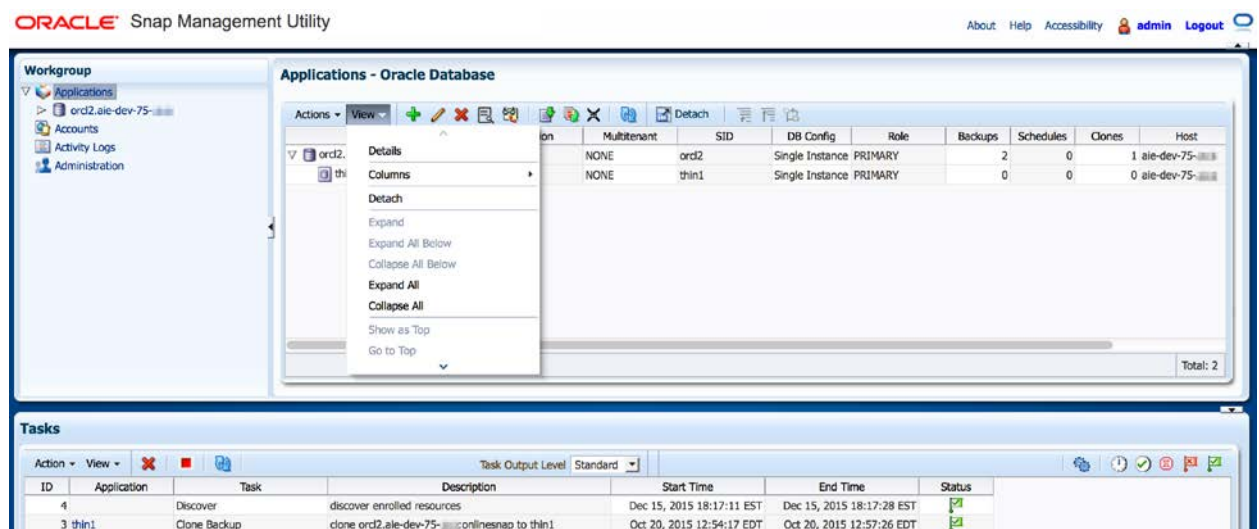 ORACLE Snap Management Utility
About Help Accessibility admin Logout
Workgroup
Applications
orcl2.aie-dev-75-
Accounts
Activity Logs
Administration
Applications - Oracle Database
Actions View Detach
Multitenant SID DB Config Role Backups Schedules Clones Host
orcl2. NONE orcl2 Single Instance PRIMARY 2 0 1 aie-dev-75-
NONE thin1 Single Instance PRIMARY 0 0 0 aie-dev-75-
Details
Columns
Detach
Expand
Expand All Below
Collapse All Below
Expand All
Collapse All
Show as Top
Go to Top
Total: 2
Tasks
Action View Task Output Level Standard
ID Application Task Description Start Time End Time Status
4 Discover discover enrolled resources Dec 15, 2015 18:17:11 EST Dec 15, 2015 18:17:28 EST
3 thin1 Clone Backup clone orcl2.aie-dev-75- :onlinesnap to thin1 Oct 20, 2015 12:54:17 EDT Oct 20, 2015 12:57:26 EDT